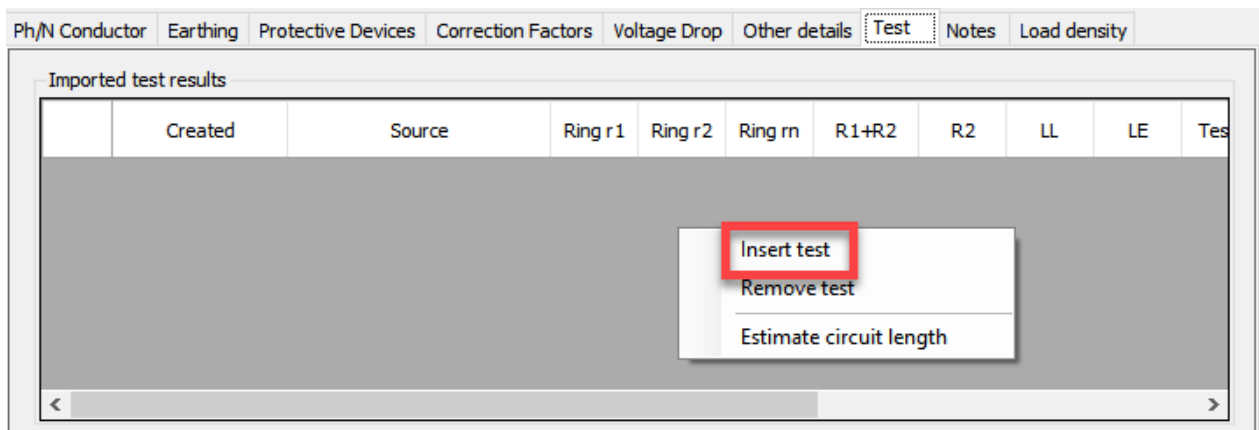 Ph/N Conductor Earthing Protective Devices Correction Factors Voltage Drop Other details Test Notes Load density
Imported test results
Created Source Ring r1 Ring r2 Ring rn R1+R2 R2 LL LE Tes
Insert test
Remove test
Estimate circuit length